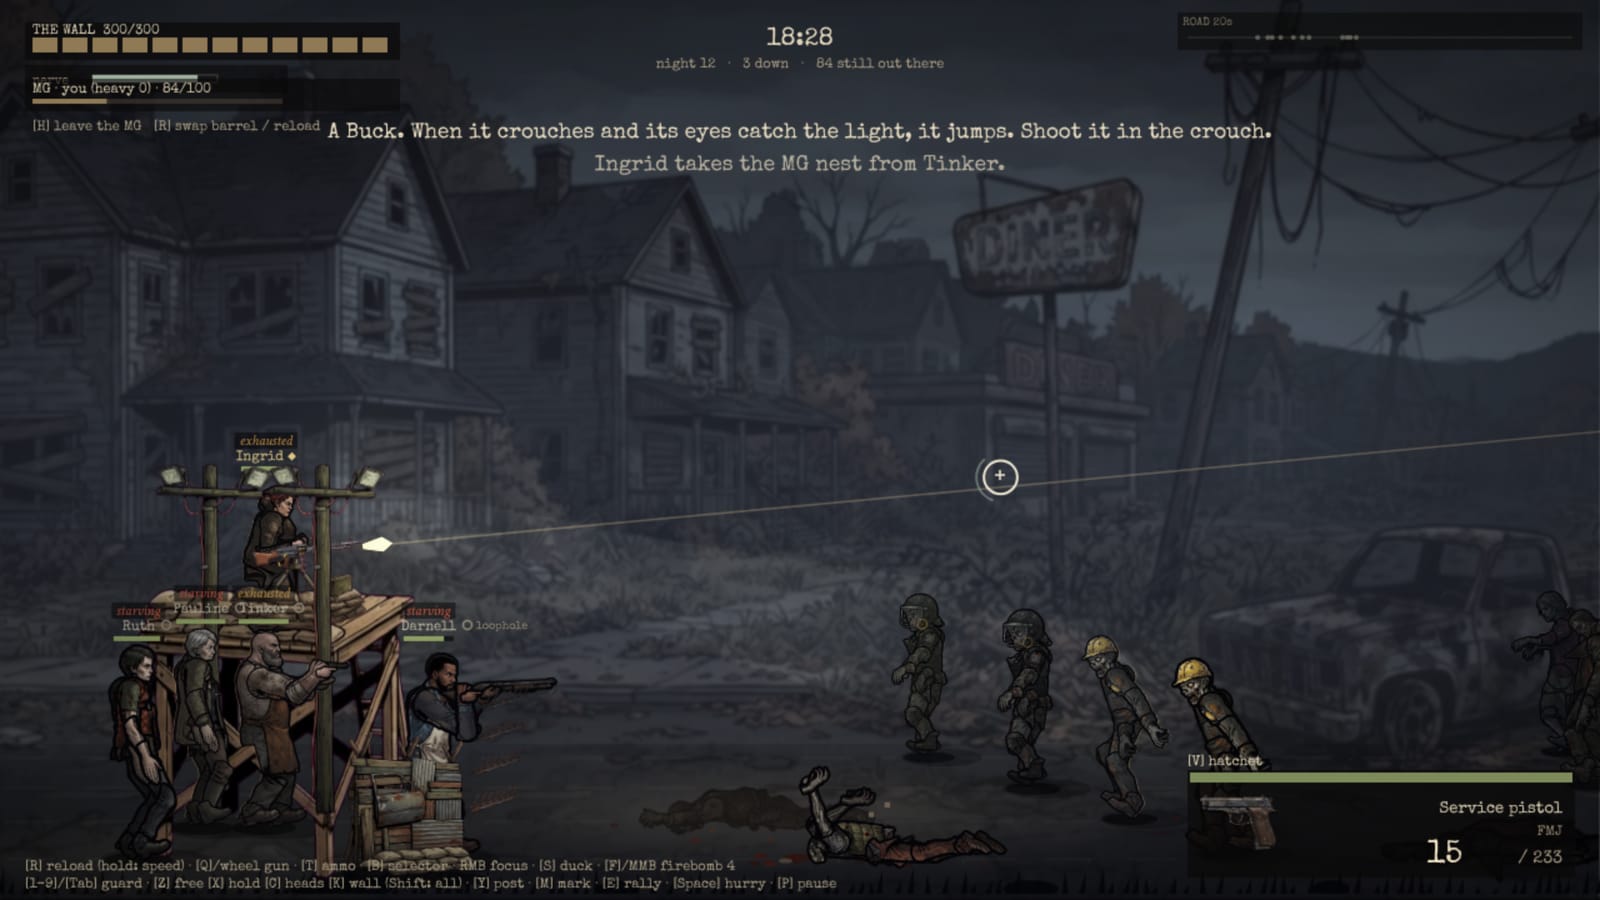 THE WALL 300/300
nerve
MG · you (heavy 0) · 84/100
[H] leave the MG [R] swap barrel / reload
18:28
night 12 · 3 down · 84 still out there
ROAD 20s
A Buck. When it crouches and its eyes catch the light, it jumps. Shoot it in the crouch.
Ingrid takes the MG nest from Tinker.
DINER
DINER
exhausted
Ingrid
starving
Ruth
starving
Pauline
exhausted
Tinker
starving
Darnell
loophole
[V] hatchet
Service pistol
FMJ
15 / 233
[R] reload (hold: speed) · [Q]/wheel gun · [T] ammo · [B] selector · RMB focus · [S] duck · [F]/MMB firebomb 4
[1-9]/[Tab] guard · [Z] free [X] hold [C] heads [K] wall (Shift: all) · [Y] post · [M] mark · [E] rally · [Space] hurry · [P] pause